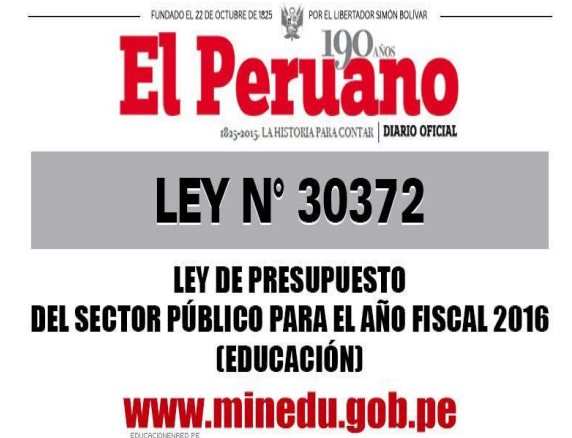 FUNDADO EL 22 DE OCTUBRE DE 1825 POR EL LIBERTADOR SIMÓN BOLÍVAR
190 AÑOS
El Peruano
1825-2015. LA HISTORIA PARA CONTAR | DIARIO OFICIAL
LEY N° 30372
LEY DE PRESUPUESTO
DEL SECTOR PÚBLICO PARA EL AÑO FISCAL 2016
(EDUCACIÓN)
www.minedu.gob.pe
EDUCACIONENRED.PE